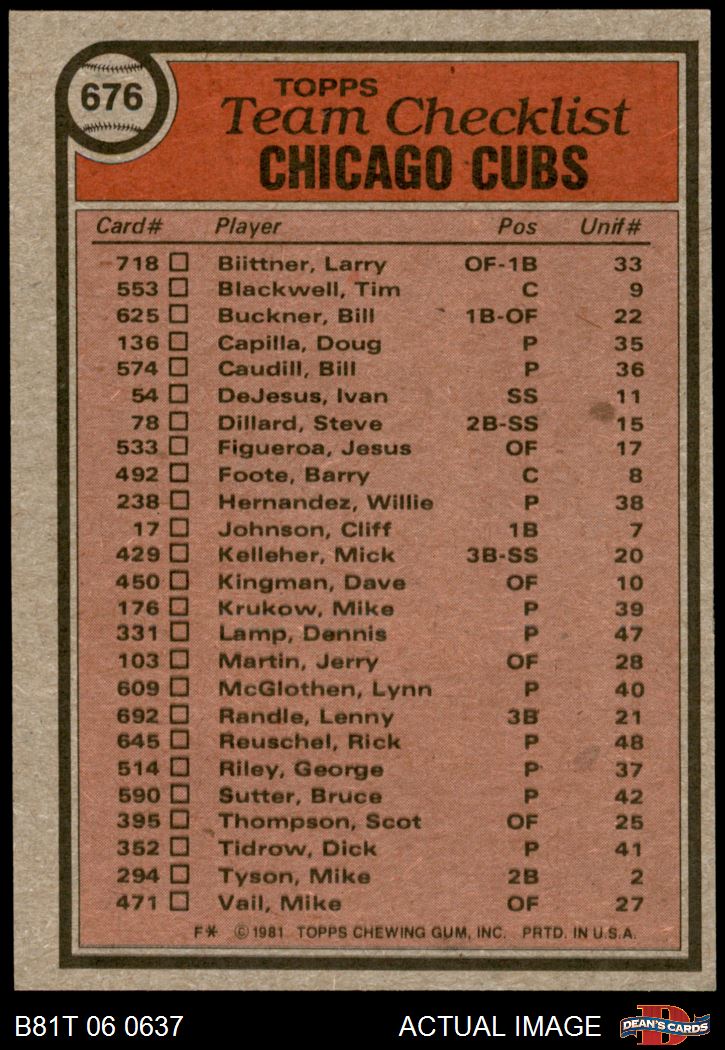 676
TOPPS
Team Checklist
CHICAGO CUBS
Card# Player Pos Unif#
718 Biittner, Larry OF-1B 33
553 Blackwell, Tim C 9
625 Buckner, Bill 1B-OF 22
136 Capilla, Doug P 35
574 Caudill, Bill P 36
54 DeJesus, Ivan SS 11
78 Dillard, Steve 2B-SS 15
533 Figueroa, Jesus OF 17
492 Foote, Barry C 8
238 Hernandez, Willie P 38
17 Johnson, Cliff 1B 7
429 Kelleher, Mick 3B-SS 20
450 Kingman, Dave OF 10
176 Krukow, Mike P 39
331 Lamp, Dennis P 47
103 Martin, Jerry OF 28
609 McGlothen, Lynn P 40
692 Randle, Lenny 3B 21
645 Reuschel, Rick P 48
514 Riley, George P 37
590 Sutter, Bruce P 42
395 Thompson, Scot OF 25
352 Tidrow, Dick P 41
294 Tyson, Mike 2B 2
471 Vail, Mike OF 27
F* © 1981 TOPPS CHEWING GUM, INC. PRTD. IN U.S.A.
B81T 06 0637 ACTUAL IMAGE D DEAN'S CARDS